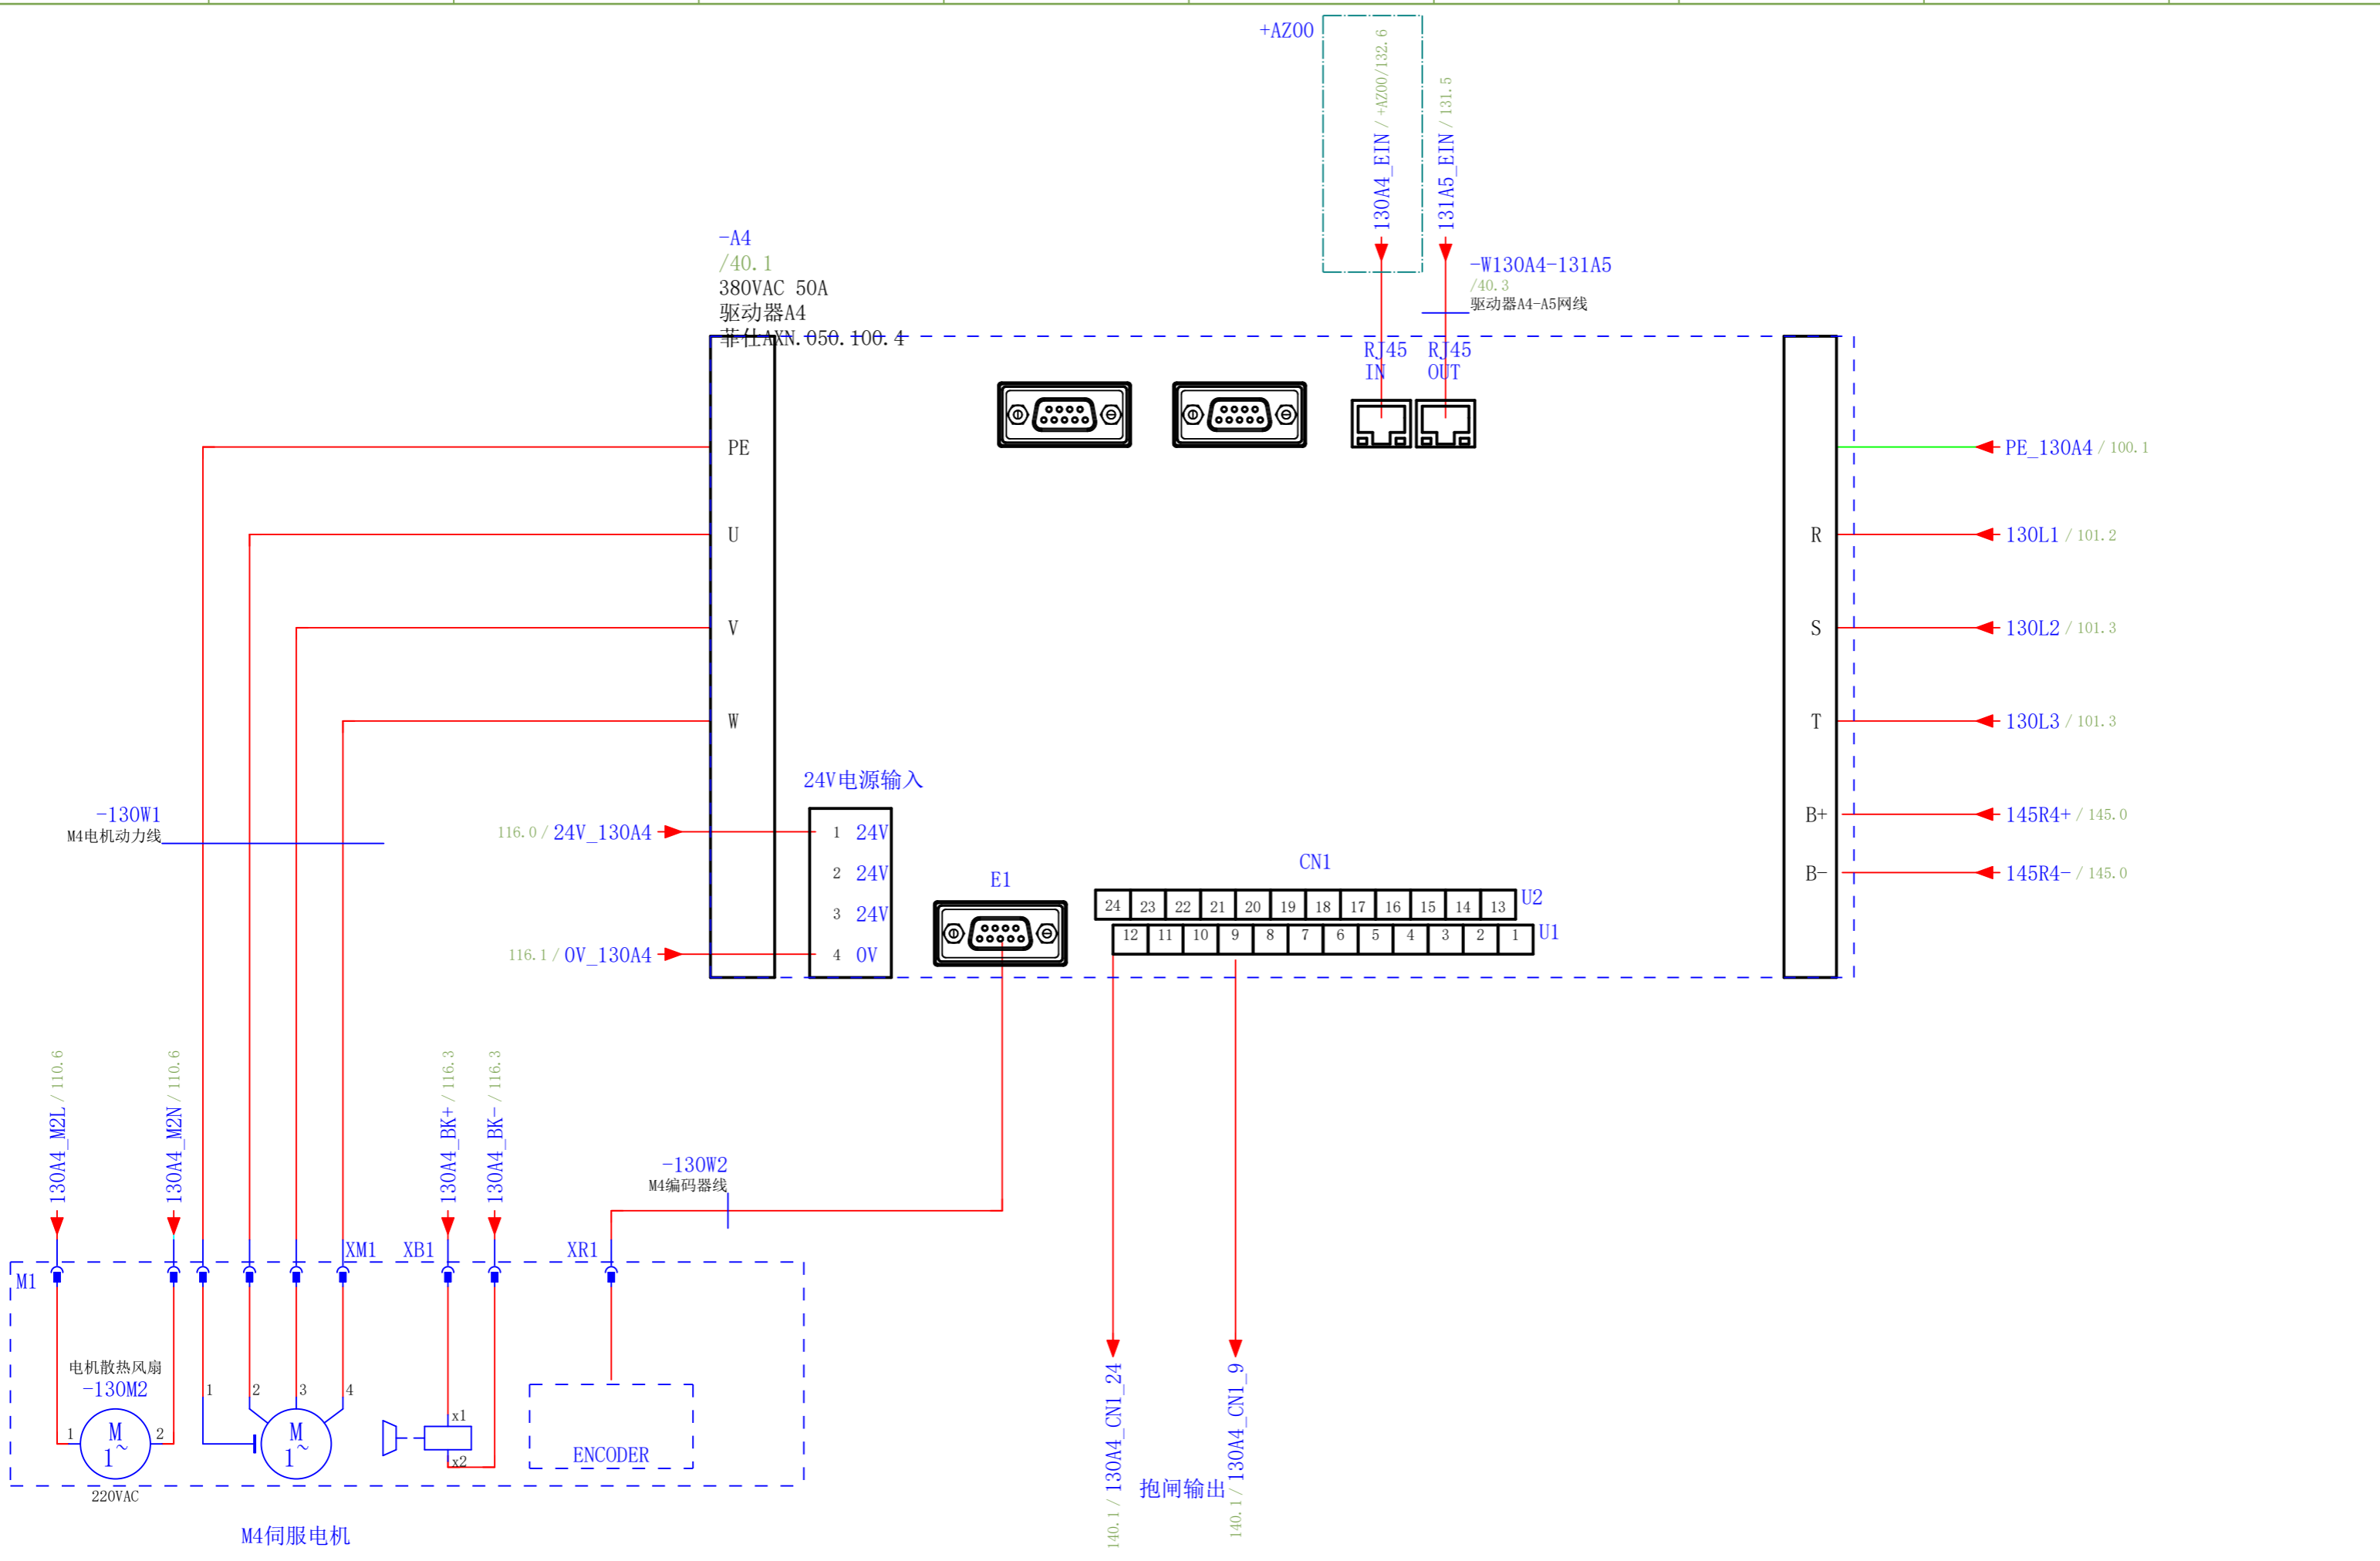 +AZ00
130A4_EIN / +AZ00/132.6
131A5_EIN / 131.5
-A4
/40.1
380VAC 50A
驱动器A4
菲仕AXN.050.100.4
-W130A4-131A5
/40.3
驱动器A4-A5网线
RJ45
IN
RJ45
OUT
PE
U
V
W
R
S
T
B+
B-
PE_130A4 / 100.1
130L1 / 101.2
130L2 / 101.3
130L3 / 101.3
145R4+ / 145.0
145R4- / 145.0
24V电源输入
1 24V
2 24V
3 24V
4 0V
116.0 / 24V_130A4
116.1 / 0V_130A4
-130W1
M4电机动力线
E1
CN1
24 23 22 21 20 19 18 17 16 15 14 13 U2
12 11 10 9 8 7 6 5 4 3 2 1 U1
130A4_M2L / 110.6
130A4_M2N / 110.6
130A4_BK+ / 116.3
130A4_BK- / 116.3
-130W2
M4编码器线
M1
XM1
XB1
XR1
电机散热风扇
-130M2
1
M
1~
2
220VAC
1
2
3
4
M
1~
x1
x2
ENCODER
M4伺服电机
140.1 / 130A4_CN1_24
抱闸输出
140.1 / 130A4_CN1_9